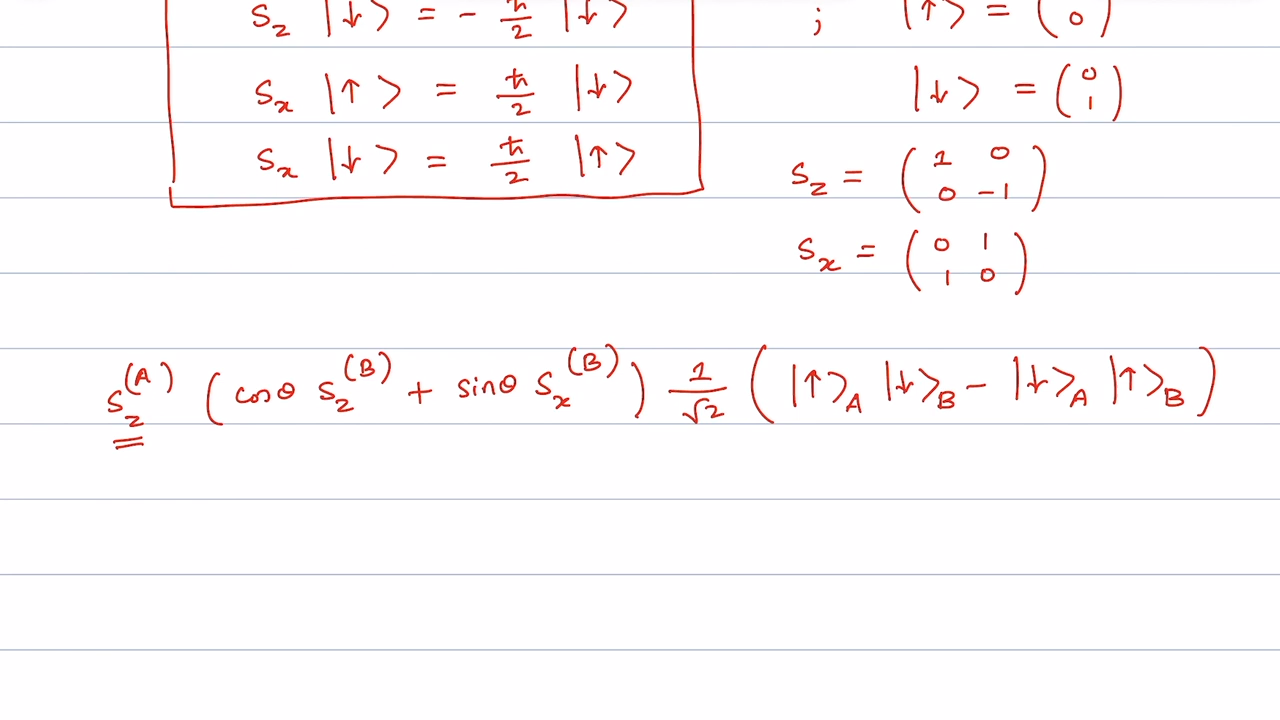 S_z |↓⟩ = - ħ/2 |↓⟩ ; |↑⟩ = ( 0 )
S_x |↑⟩ = ħ/2 |↓⟩ |↓⟩ = ( 0 1 )
S_x |↓⟩ = ħ/2 |↑⟩
S_z = ( 1 0 0 -1 )
S_x = ( 0 1 1 0 )
S_z^(A) ( cosθ S_z^(B) + sinθ S_x^(B) ) 1/√2 ( |↑⟩_A |↓⟩_B - |↓⟩_A |↑⟩_B )